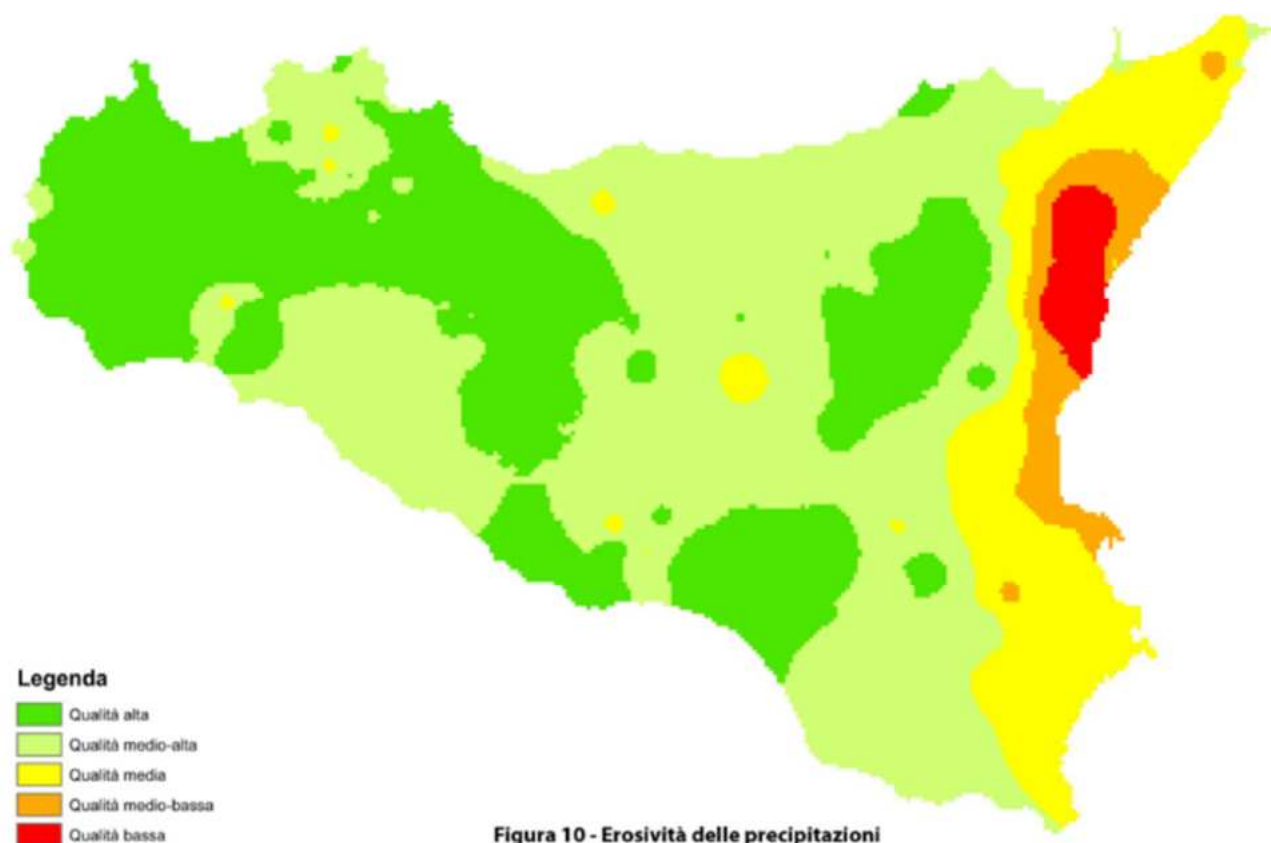 Legenda
Qualità alta
Qualità medio-alta
Qualità media
Qualità medio-bassa
Qualità bassa
Figura 10 - Erosività delle precipitazioni